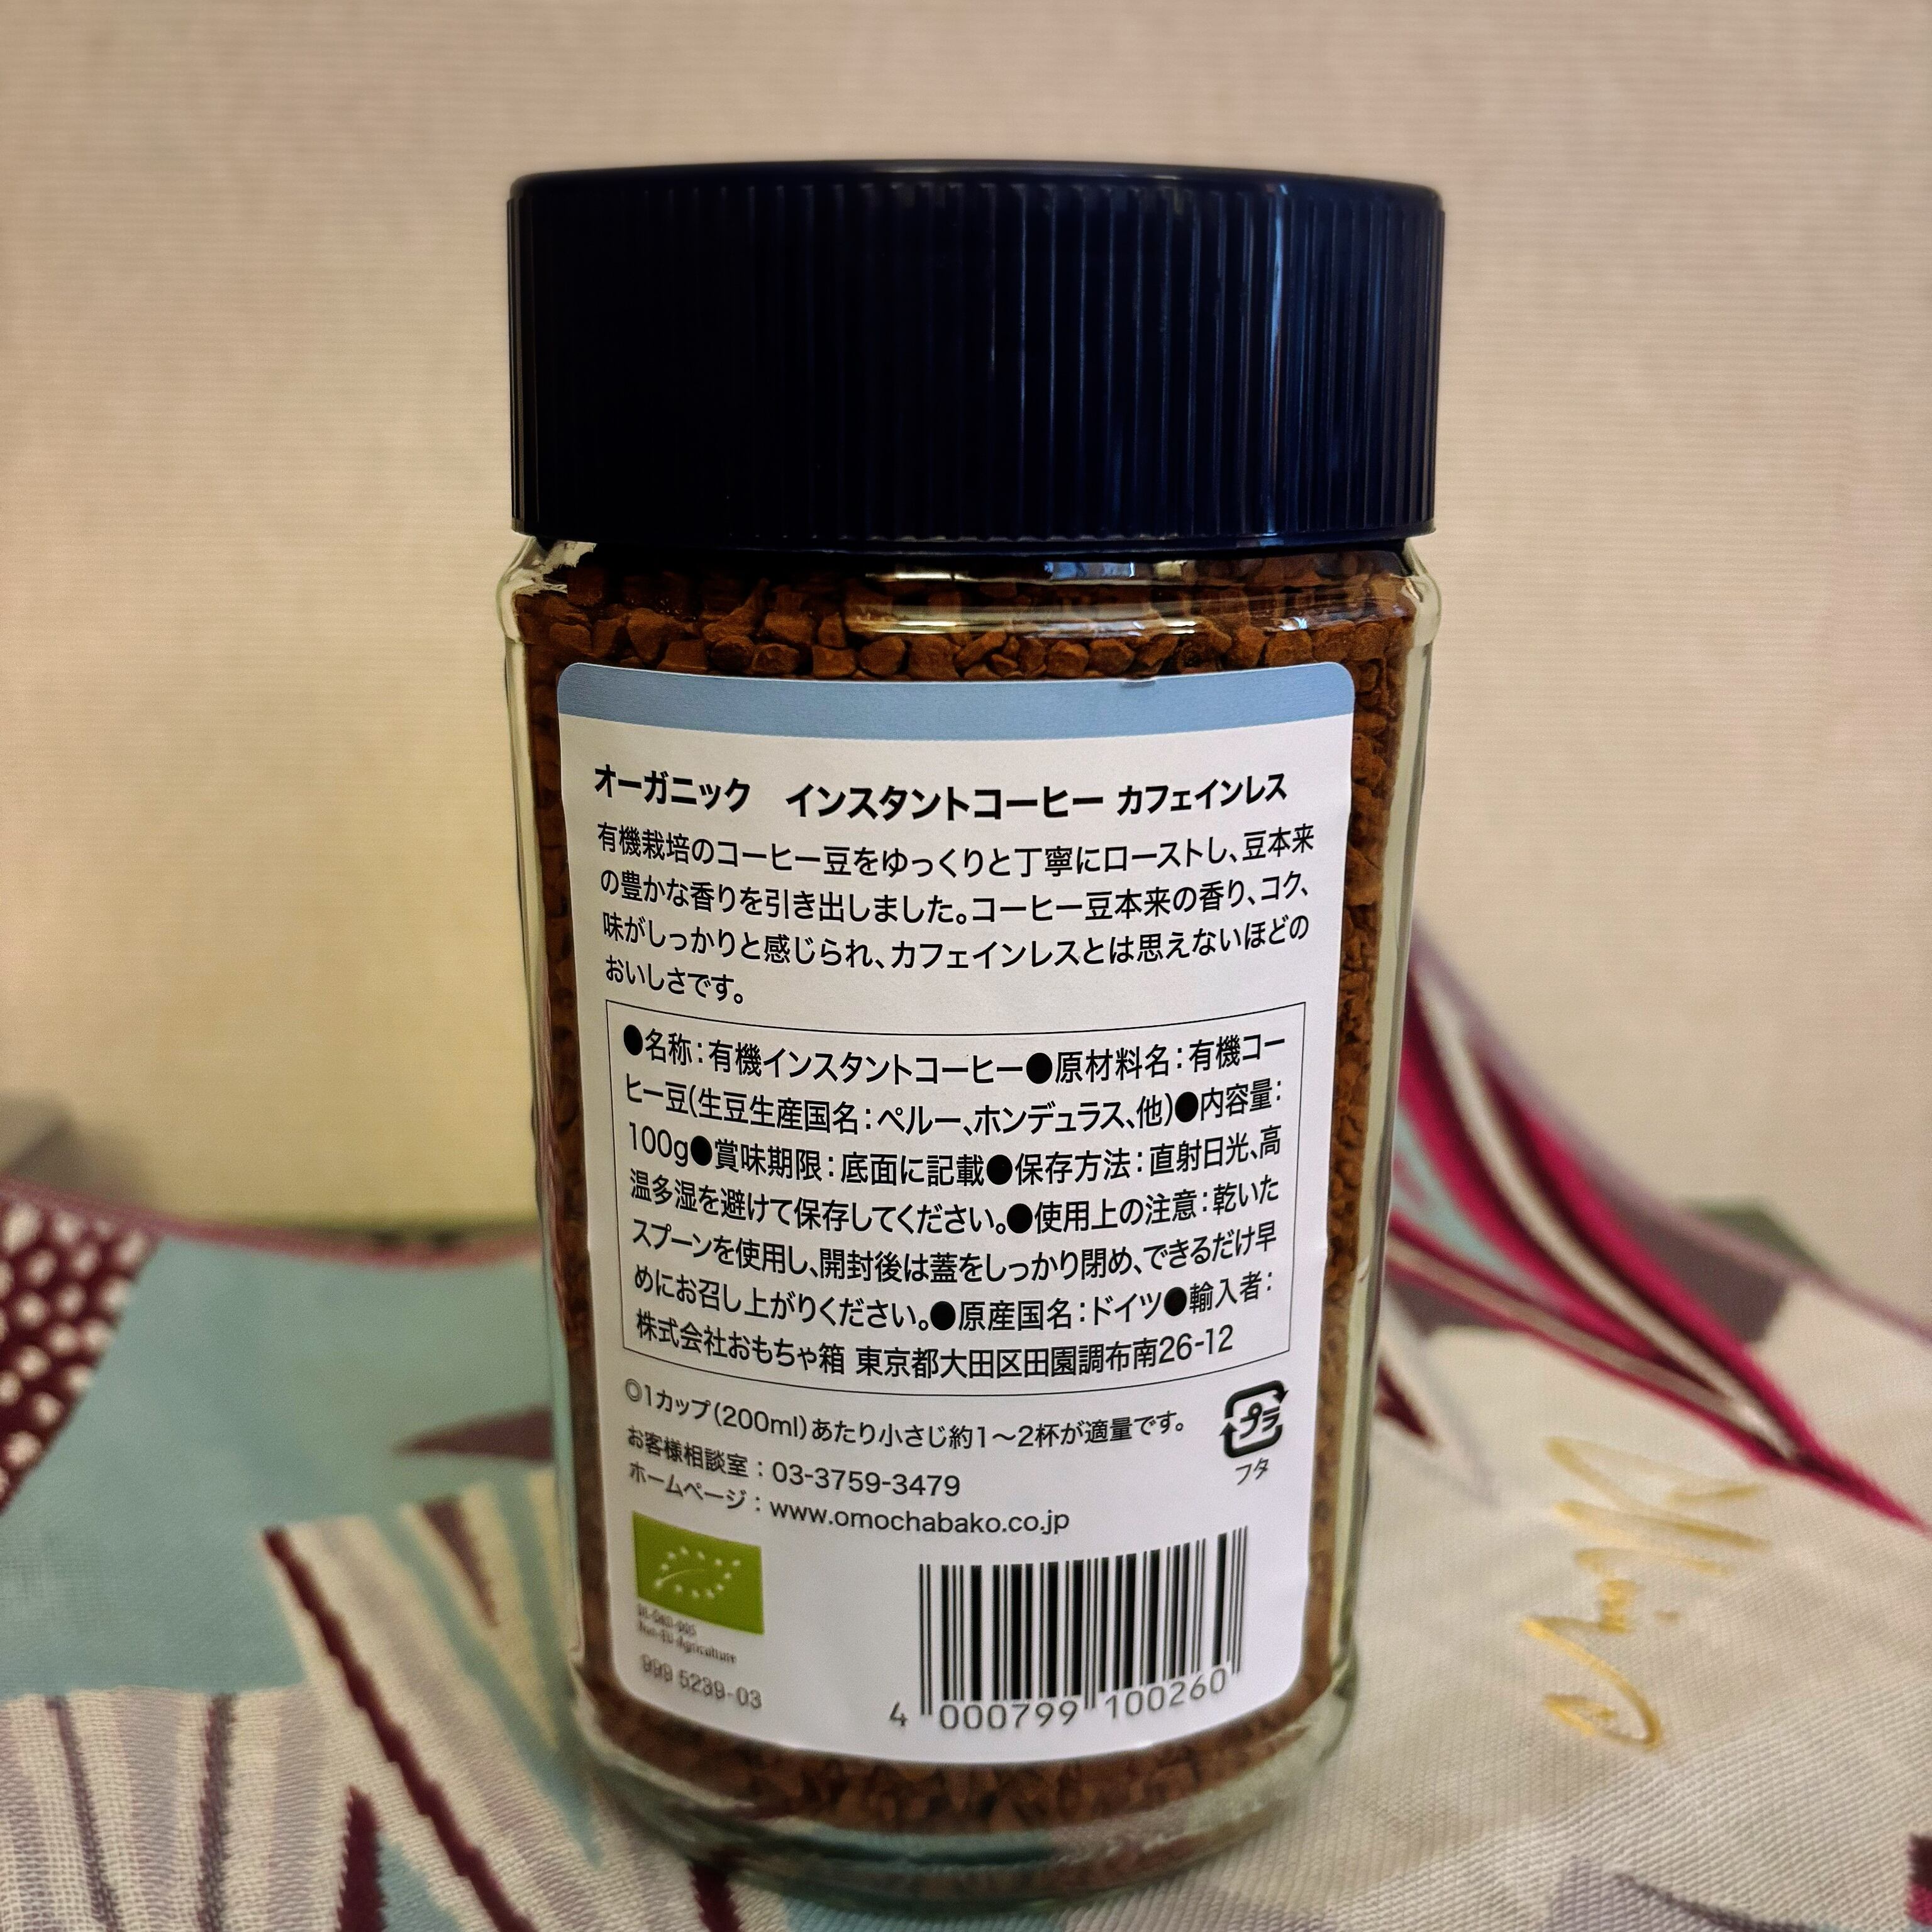 オーガニック　インスタントコーヒー カフェインレス
有機栽培のコーヒー豆をゆっくりと丁寧にローストし、豆本来
の豊かな香りを引き出しました。コーヒー豆本来の香り、コク、
味がしっかりと感じられ、カフェインレスとは思えないほどの
おいしさです。
●名称：有機インスタントコーヒー●原材料名：有機コー
ヒー豆(生豆生産国名：ペルー、ホンデュラス、他)●内容量：
100g●賞味期限：底面に記載●保存方法：直射日光、高
温多湿を避けて保存してください。●使用上の注意：乾いた
スプーンを使用し、開封後は蓋をしっかり閉め、できるだけ早
めにお召し上がりください。●原産国名：ドイツ●輸入者：
株式会社おもちゃ箱 東京都大田区田園調布南26-12
◎1カップ(200ml)あたり小さじ約1〜2杯が適量です。
プラ
フタ
お客様相談室：03-3759-3479
ホームページ：www.omochabako.co.jp
DE-ÖKO-005
Non-EU-Agriculture
999 5239-03
4 000799 100260